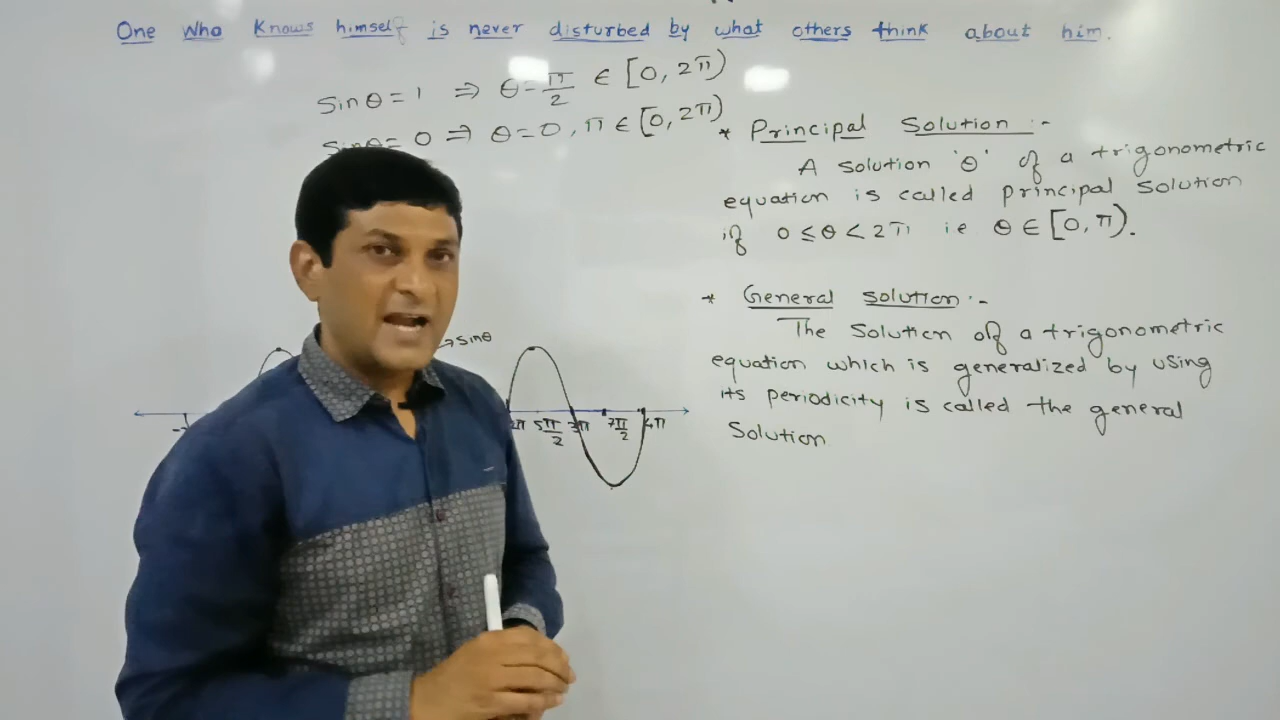 One who knows himself is never disturbed by what others think about him.
sinθ = 1 ⇒ θ = π/2 ∈ [0, 2π)
sinθ = 0 ⇒ θ = 0, π ∈ [0, 2π)
* Principal Solution :-
A solution 'θ' of a trigonometric
equation is called principal solution
if 0 ≤ θ < 2π ie θ ∈ [0, π).
* General solution :-
The Solution of a trigonometric
equation which is generalized by using
its periodicity is called the general
Solution
→ sinθ
2π 5π/2 3π 7π/2 4π